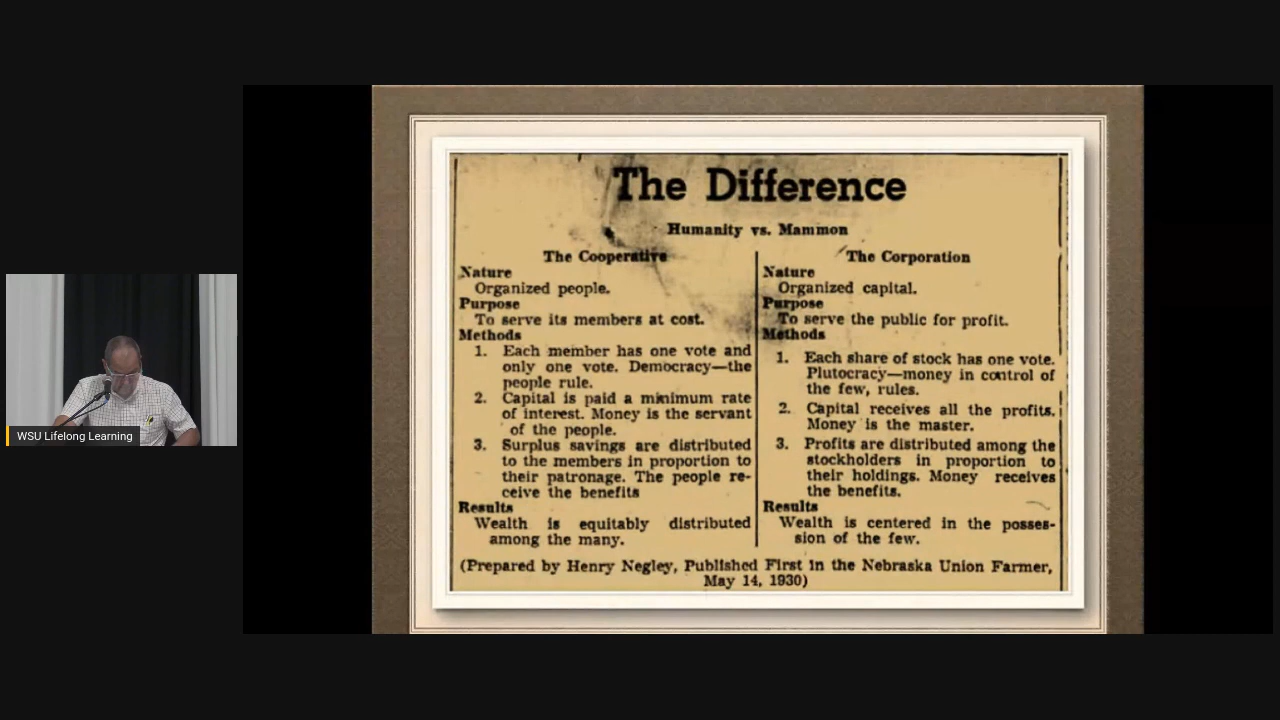 The Difference
Humanity vs. Mammon
The Cooperative
Nature
Organized people.
Purpose
To serve its members at cost.
Methods
1. Each member has one vote and
only one vote. Democracy—the
people rule.
2. Capital is paid a minimum rate
of interest. Money is the servant
of the people.
3. Surplus savings are distributed
to the members in proportion to
their patronage. The people re-
ceive the benefits
Results
Wealth is equitably distributed
among the many.
The Corporation
Nature
Organized capital.
Purpose
To serve the public for profit.
Methods
1. Each share of stock has one vote.
Plutocracy—money in control of
the few, rules.
2. Capital receives all the profits.
Money is the master.
3. Profits are distributed among the
stockholders in proportion to
their holdings. Money receives
the benefits.
Results
Wealth is centered in the posses-
sion of the few.
(Prepared by Henry Negley, Published First in the Nebraska Union Farmer,
May 14, 1930)
WSU Lifelong Learning